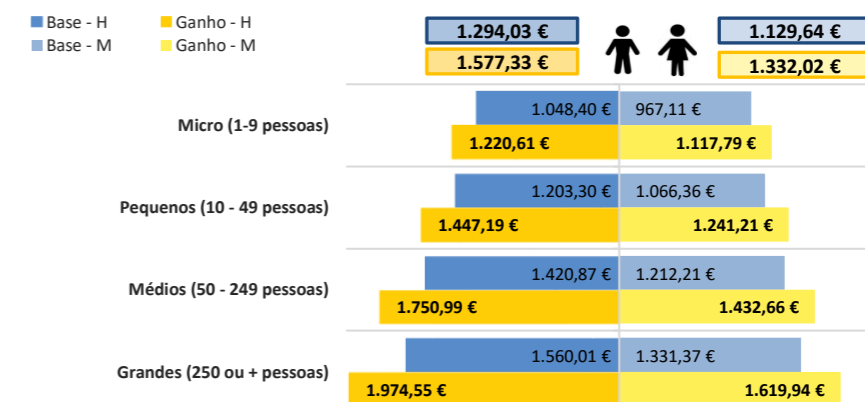 Base - H Ganho - H
Base - M Ganho - M
1.294,03 € 1.129,64 €
1.577,33 € 1.332,02 €
Micro (1-9 pessoas)
1.048,40 € 967,11 €
1.220,61 € 1.117,79 €
Pequenos (10 - 49 pessoas)
1.203,30 € 1.066,36 €
1.447,19 € 1.241,21 €
Médios (50 - 249 pessoas)
1.420,87 € 1.212,21 €
1.750,99 € 1.432,66 €
Grandes (250 ou + pessoas)
1.560,01 € 1.331,37 €
1.974,55 € 1.619,94 €